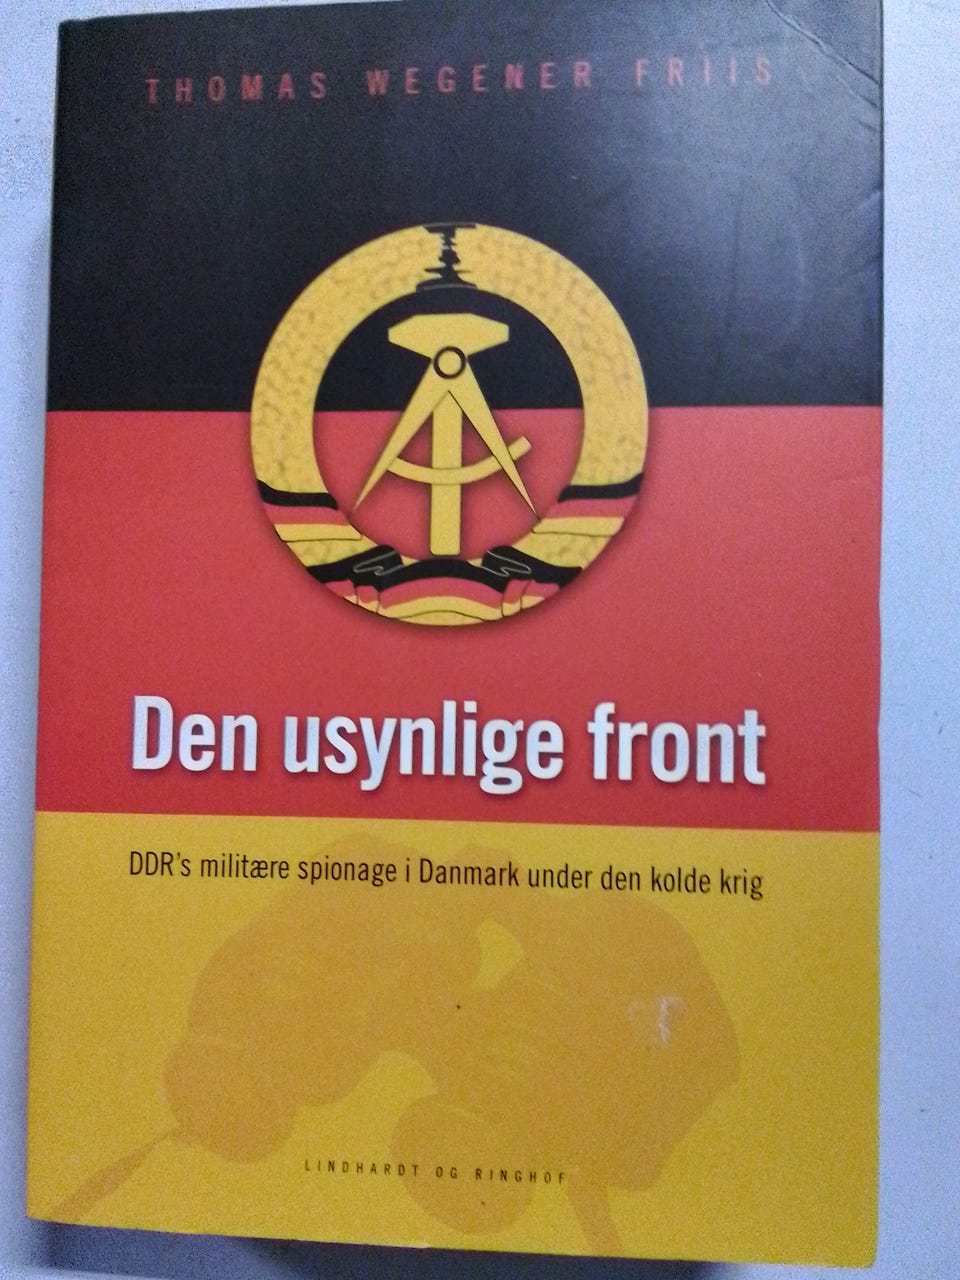 THOMAS WEGENER FRIIS
Den usynlige front
DDR's militære spionage i Danmark under den kolde krig
LINDHARDT OG RINGHOF